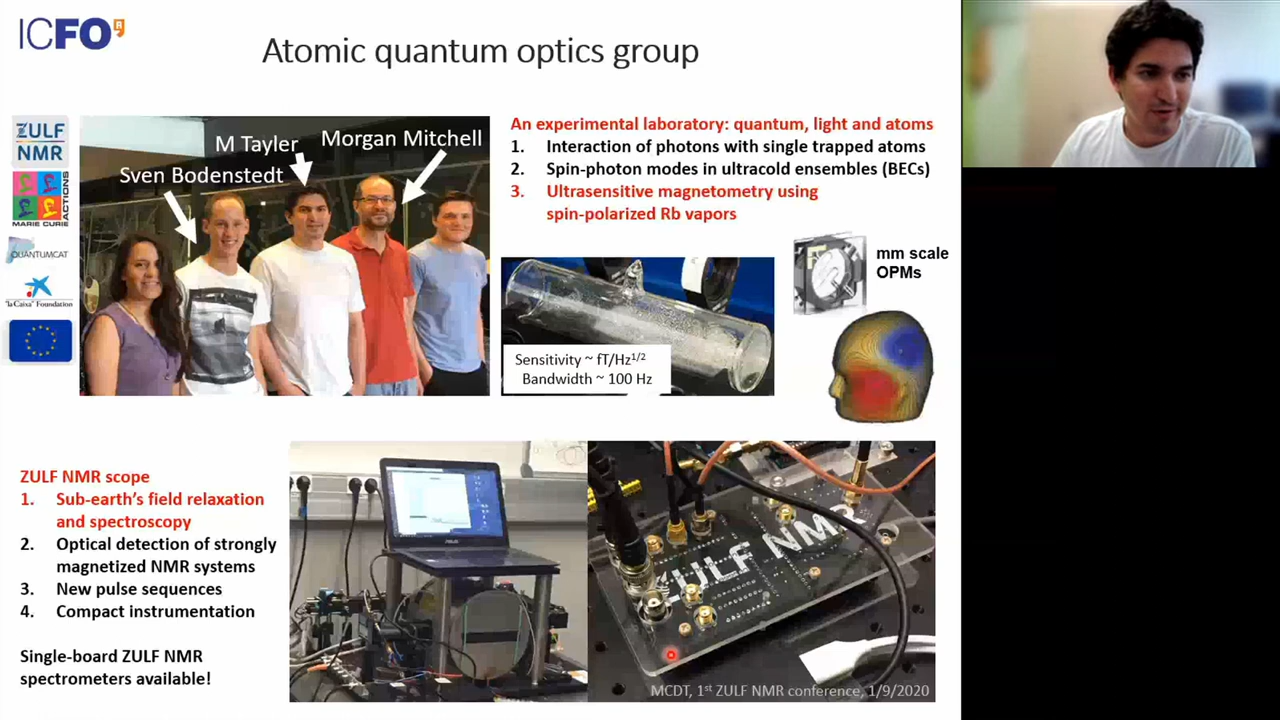 ICFO
Atomic quantum optics group
ZULF
NMR
MARIE CURIE
ACTIONS
QUANTUMCAT
"la Caixa" Foundation
M Tayler
Morgan Mitchell
Sven Bodenstedt
An experimental laboratory: quantum, light and atoms
1. Interaction of photons with single trapped atoms
2. Spin-photon modes in ultracold ensembles (BECs)
3. Ultrasensitive magnetometry using
spin-polarized Rb vapors
mm scale
OPMs
Sensitivity ~ fT/Hz1/2
Bandwidth ~ 100 Hz
ZULF NMR scope
1. Sub-earth's field relaxation
and spectroscopy
2. Optical detection of strongly
magnetized NMR systems
3. New pulse sequences
4. Compact instrumentation
Single-board ZULF NMR
spectrometers available!
ZULF NMR
MCDT, 1st ZULF NMR conference, 1/9/2020